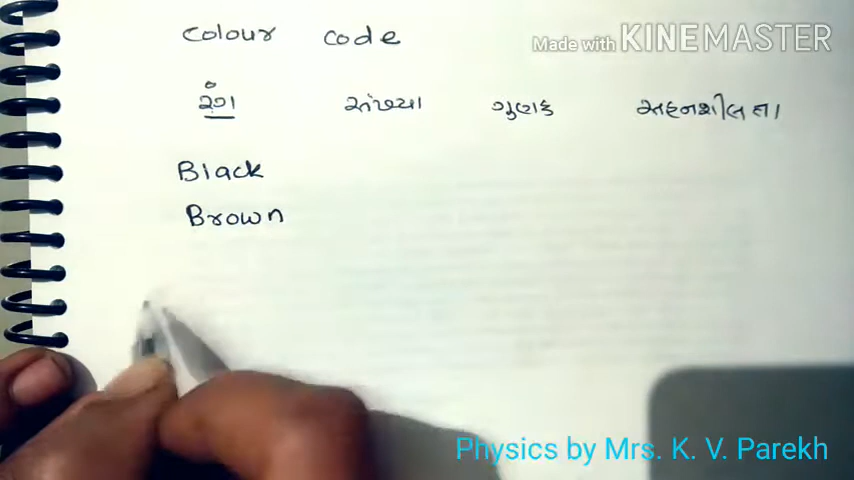 Colour code
Made with KINEMASTER
રંગ સંખ્યા ગુણક સહનશીલતા
Black
Brown
Physics by Mrs. K. V. Parekh